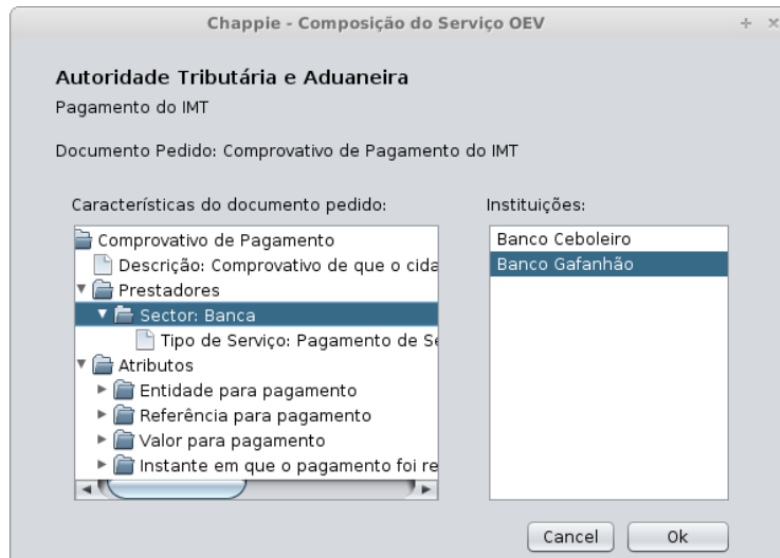 Chappie - Composição do Serviço OEV
Autoridade Tributária e Aduaneira
Pagamento do IMT
Documento Pedido: Comprovativo de Pagamento do IMT
Características do documento pedido:
Comprovativo de Pagamento
Descrição: Comprovativo de que o cida
Prestadores
Sector: Banca
Tipo de Serviço: Pagamento de Se
Atributos
Entidade para pagamento
Referência para pagamento
Valor para pagamento
Instante em que o pagamento foi re
Instituições:
Banco Ceboleiro
Banco Gafanhão
Cancel
Ok